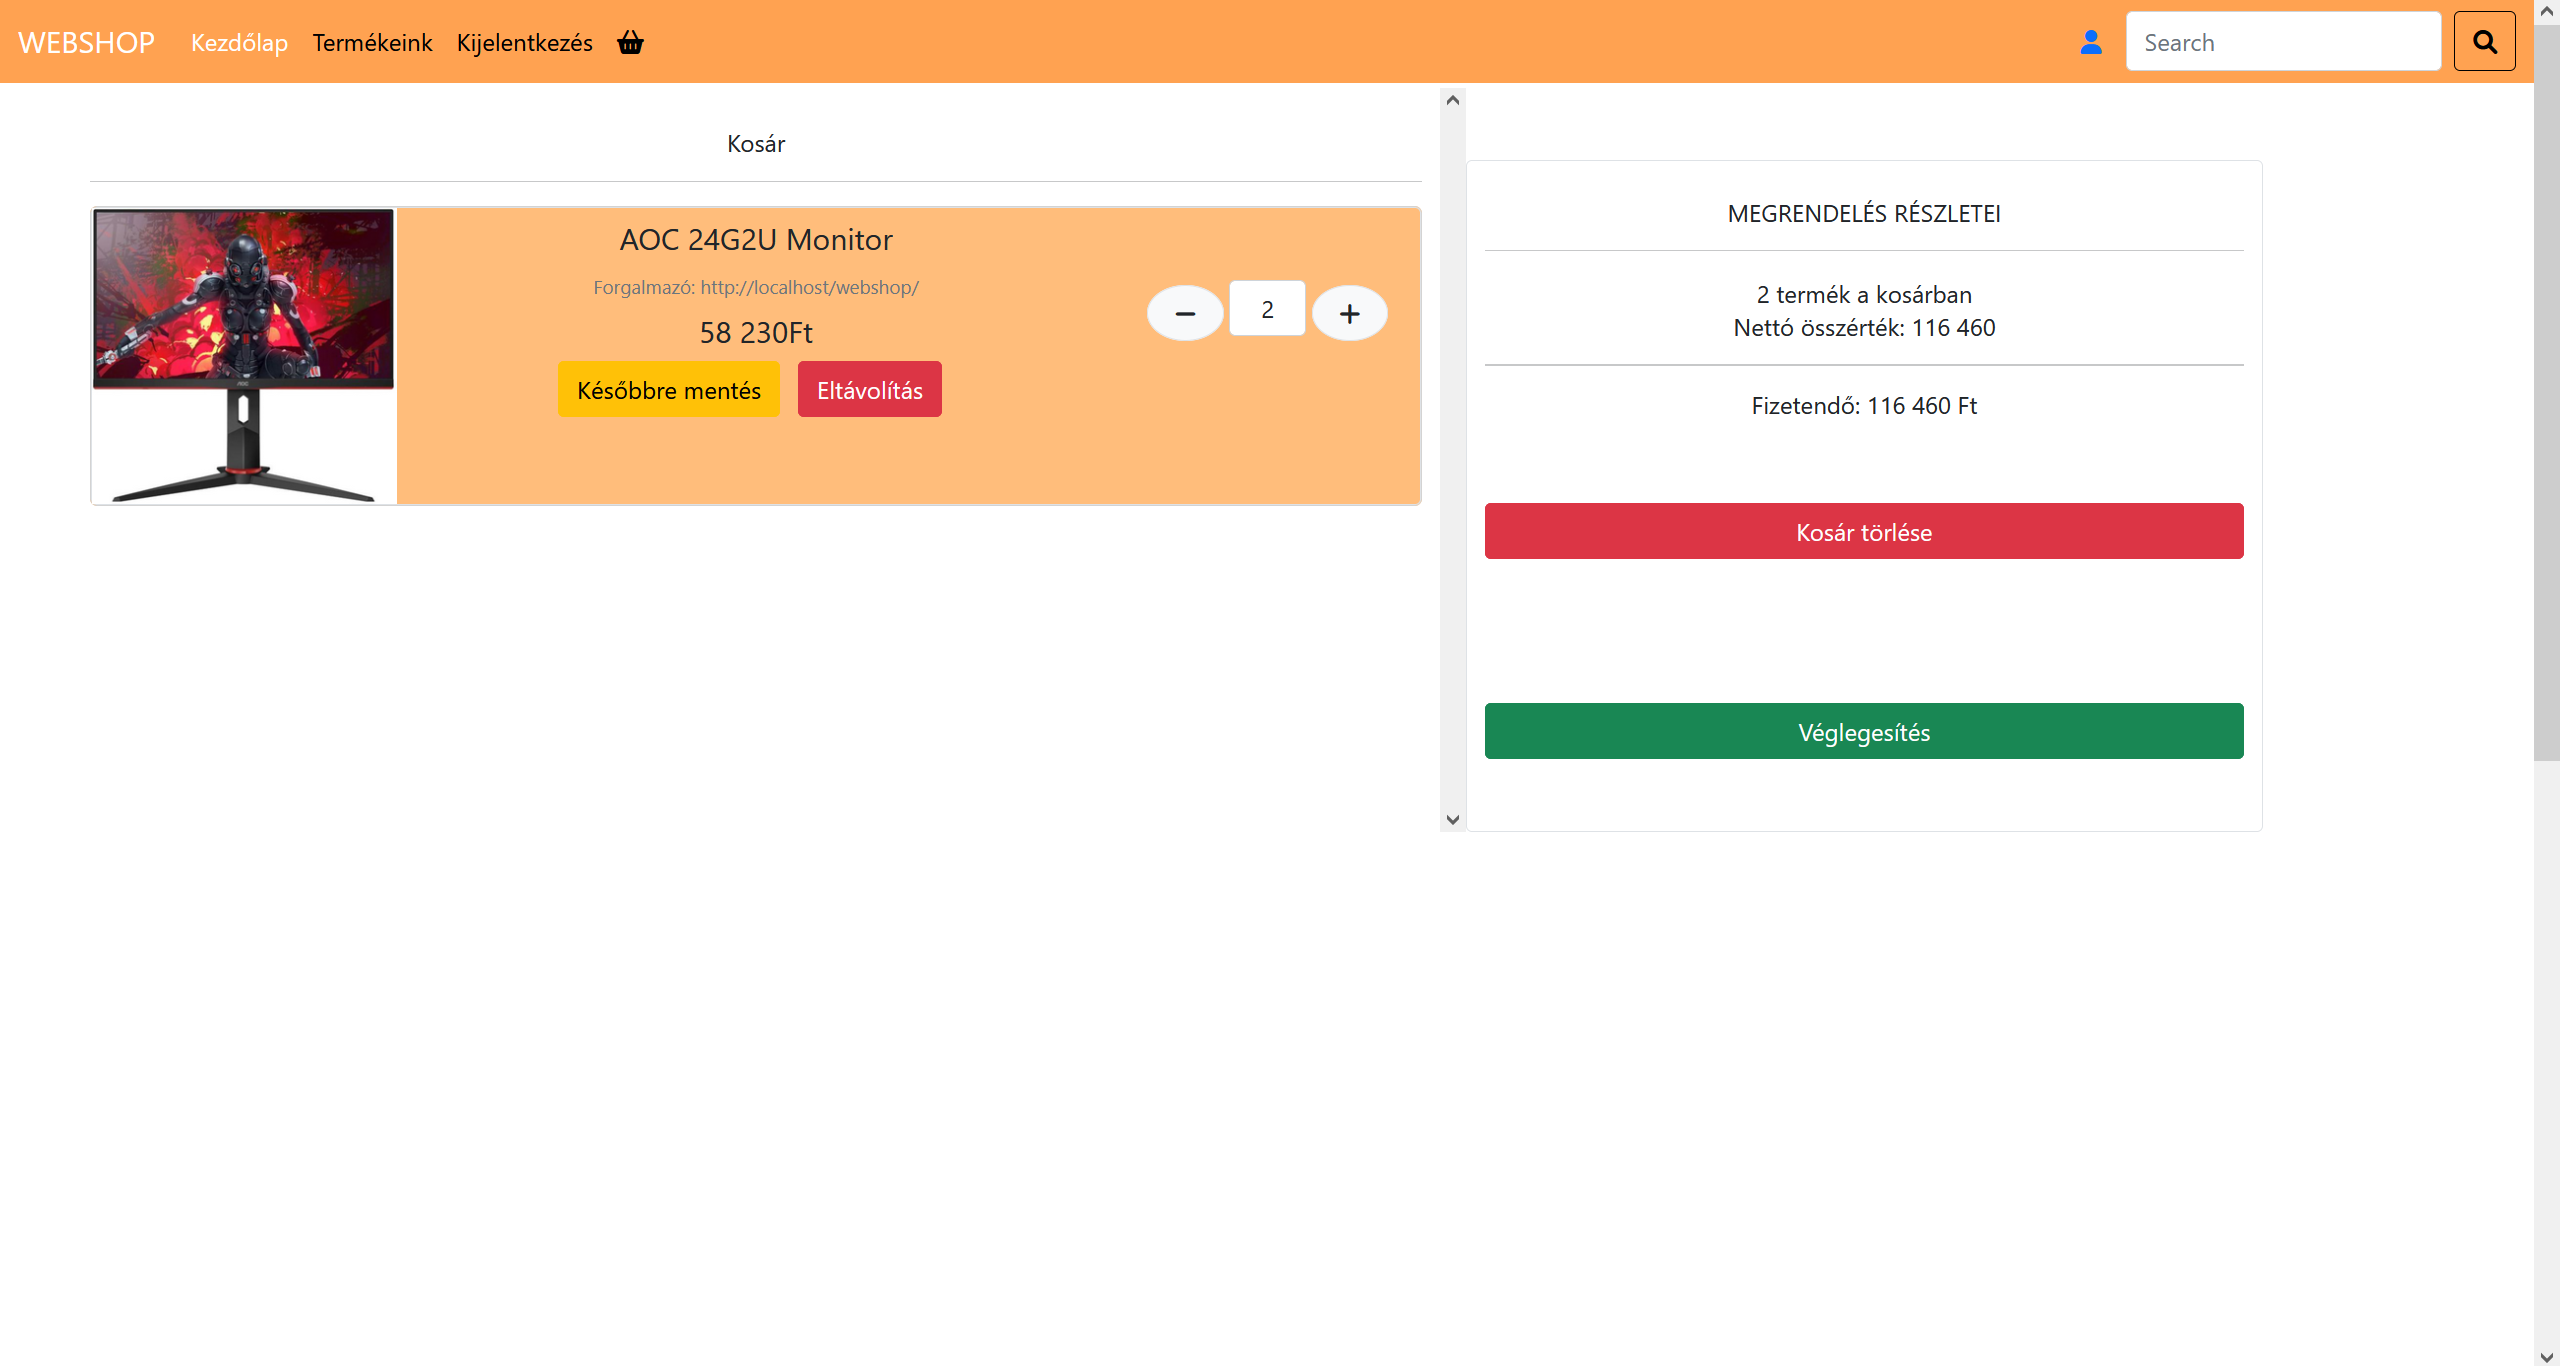 WEBSHOP Kezdőlap Termékeink Kijelentkezés Search
Kosár
AOC 24G2U Monitor
Forgalmazó: http://localhost/webshop/
58 230Ft
2
Későbbre mentés Eltávolítás
MEGRENDELÉS RÉSZLETEI
2 termék a kosárban
Nettó összérték: 116 460
Fizetendő: 116 460 Ft
Kosár törlése
Véglegesítés